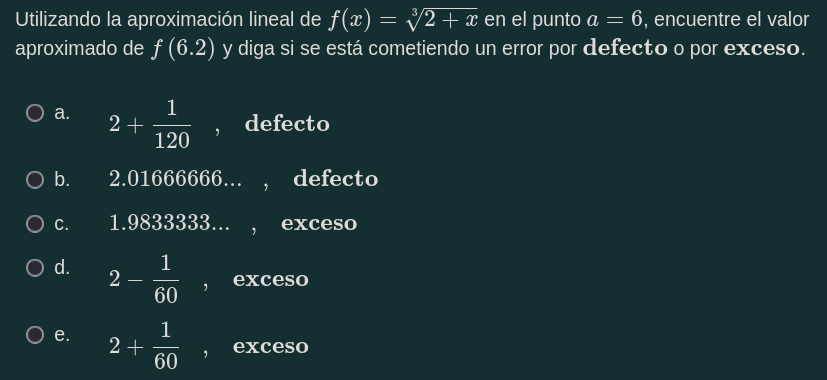 Utilizando la aproximación lineal de $f(x) = \sqrt[3]{2+x}$ en el punto $a = 6$, encuentre el valor
aproximado de $f(6.2)$ y diga si se está cometiendo un error por **defecto** o por **exceso**.
a. $2 + \frac{1}{120}$ , **defecto**
b. 2.01666666... , **defecto**
c. 1.9833333... , **exceso**
d. $2 - \frac{1}{60}$ , **exceso**
e. $2 + \frac{1}{60}$ , **exceso**